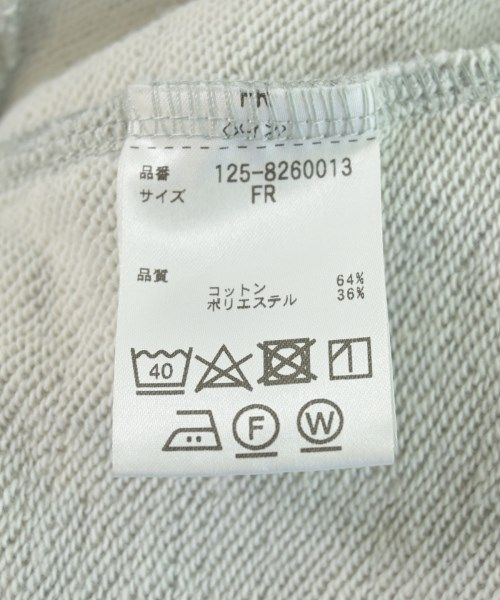 品番 125-8260013
サイズ FR
品質
コットン 64%
ポリエステル 36%
40
F W